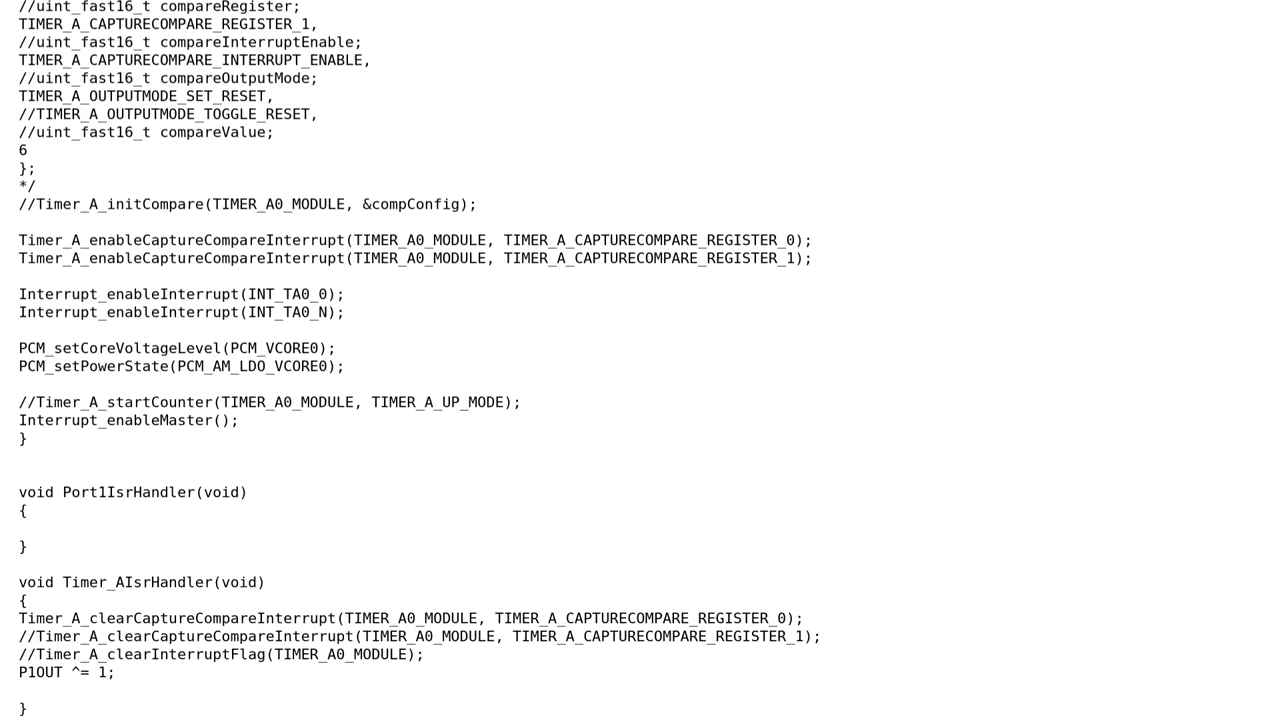 //uint_fast16_t compareRegister;
TIMER_A_CAPTURECOMPARE_REGISTER_1,
//uint_fast16_t compareInterruptEnable;
TIMER_A_CAPTURECOMPARE_INTERRUPT_ENABLE,
//uint_fast16_t compareOutputMode;
TIMER_A_OUTPUTMODE_SET_RESET,
//TIMER_A_OUTPUTMODE_TOGGLE_RESET,
//uint_fast16_t compareValue;
6
};
*/
//Timer_A_initCompare(TIMER_A0_MODULE, &compConfig);

Timer_A_enableCaptureCompareInterrupt(TIMER_A0_MODULE, TIMER_A_CAPTURECOMPARE_REGISTER_0);
Timer_A_enableCaptureCompareInterrupt(TIMER_A0_MODULE, TIMER_A_CAPTURECOMPARE_REGISTER_1);

Interrupt_enableInterrupt(INT_TA0_0);
Interrupt_enableInterrupt(INT_TA0_N);

PCM_setCoreVoltageLevel(PCM_VCORE0);
PCM_setPowerState(PCM_AM_LDO_VCORE0);

//Timer_A_startCounter(TIMER_A0_MODULE, TIMER_A_UP_MODE);
Interrupt_enableMaster();
}

void Port1IsrHandler(void)
{

}

void Timer_AIsrHandler(void)
{
Timer_A_clearCaptureCompareInterrupt(TIMER_A0_MODULE, TIMER_A_CAPTURECOMPARE_REGISTER_0);
//Timer_A_clearCaptureCompareInterrupt(TIMER_A0_MODULE, TIMER_A_CAPTURECOMPARE_REGISTER_1);
//Timer_A_clearInterruptFlag(TIMER_A0_MODULE);
P1OUT ^= 1;

}